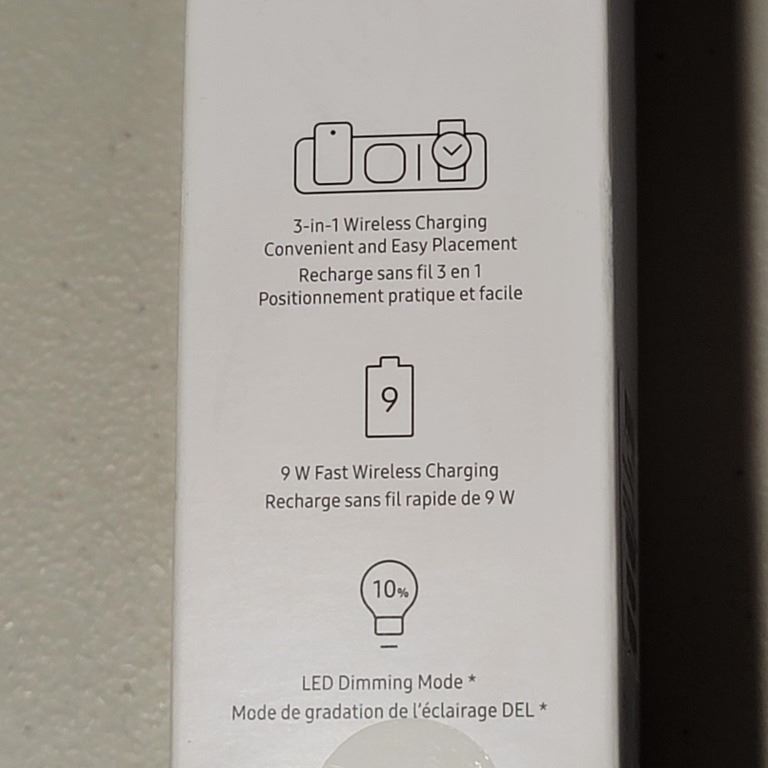 3-in-1 Wireless Charging
Convenient and Easy Placement
Recharge sans fil 3 en 1
Positionnement pratique et facile
9
9 W Fast Wireless Charging
Recharge sans fil rapide de 9 W
10%
LED Dimming Mode *
Mode de gradation de l'éclairage DEL *